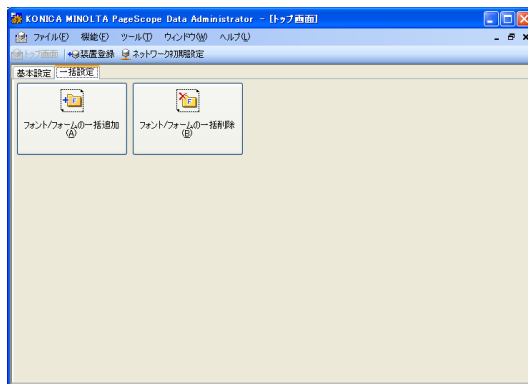 KONICA MINOLTA PageScope Data Administrator - [トップ画面]
ファイル(F) 機能(F) ツール(T) ウィンドウ(W) ヘルプ(L)
トップ画面 装置登録 ネットワーク初期設定
基本設定 一括設定
フォント/フォームの一括追加
(A)
フォント/フォームの一括削除
(B)